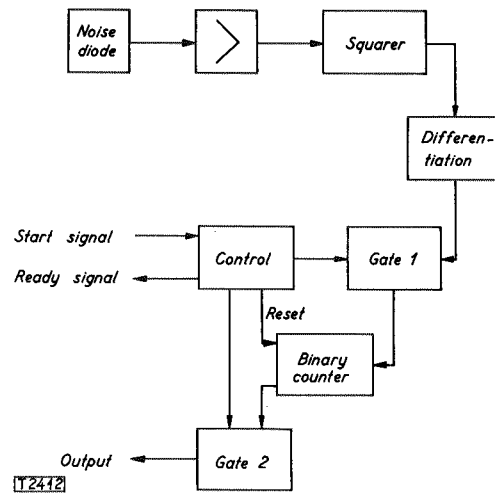 Noise
diode
Squarer
Differen-
tiation
Start signal
Ready signal
Control
Gate 1
Reset
Binary
counter
Output
Gate 2
T2412